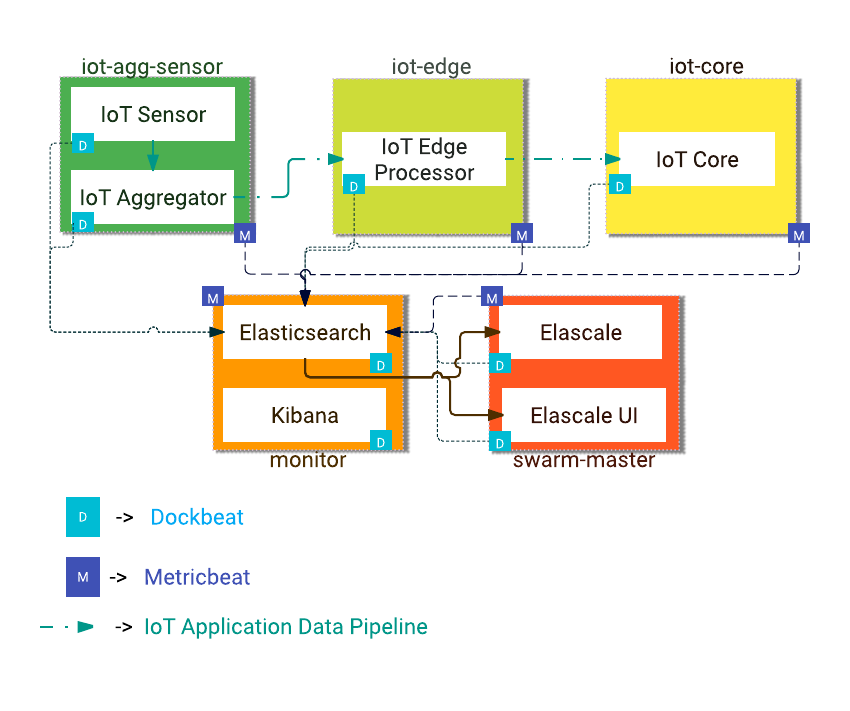 iot-agg-sensor
iot-edge
iot-core
IoT Sensor
D
IoT Aggregator
D
M
IoT Edge
Processor
D
M
IoT Core
D
M
M
Elasticsearch
D
Kibana
D
monitor
M
Elascale
D
Elascale UI
D
swarm-master
D -> Dockbeat
M -> Metricbeat
-> IoT Application Data Pipeline